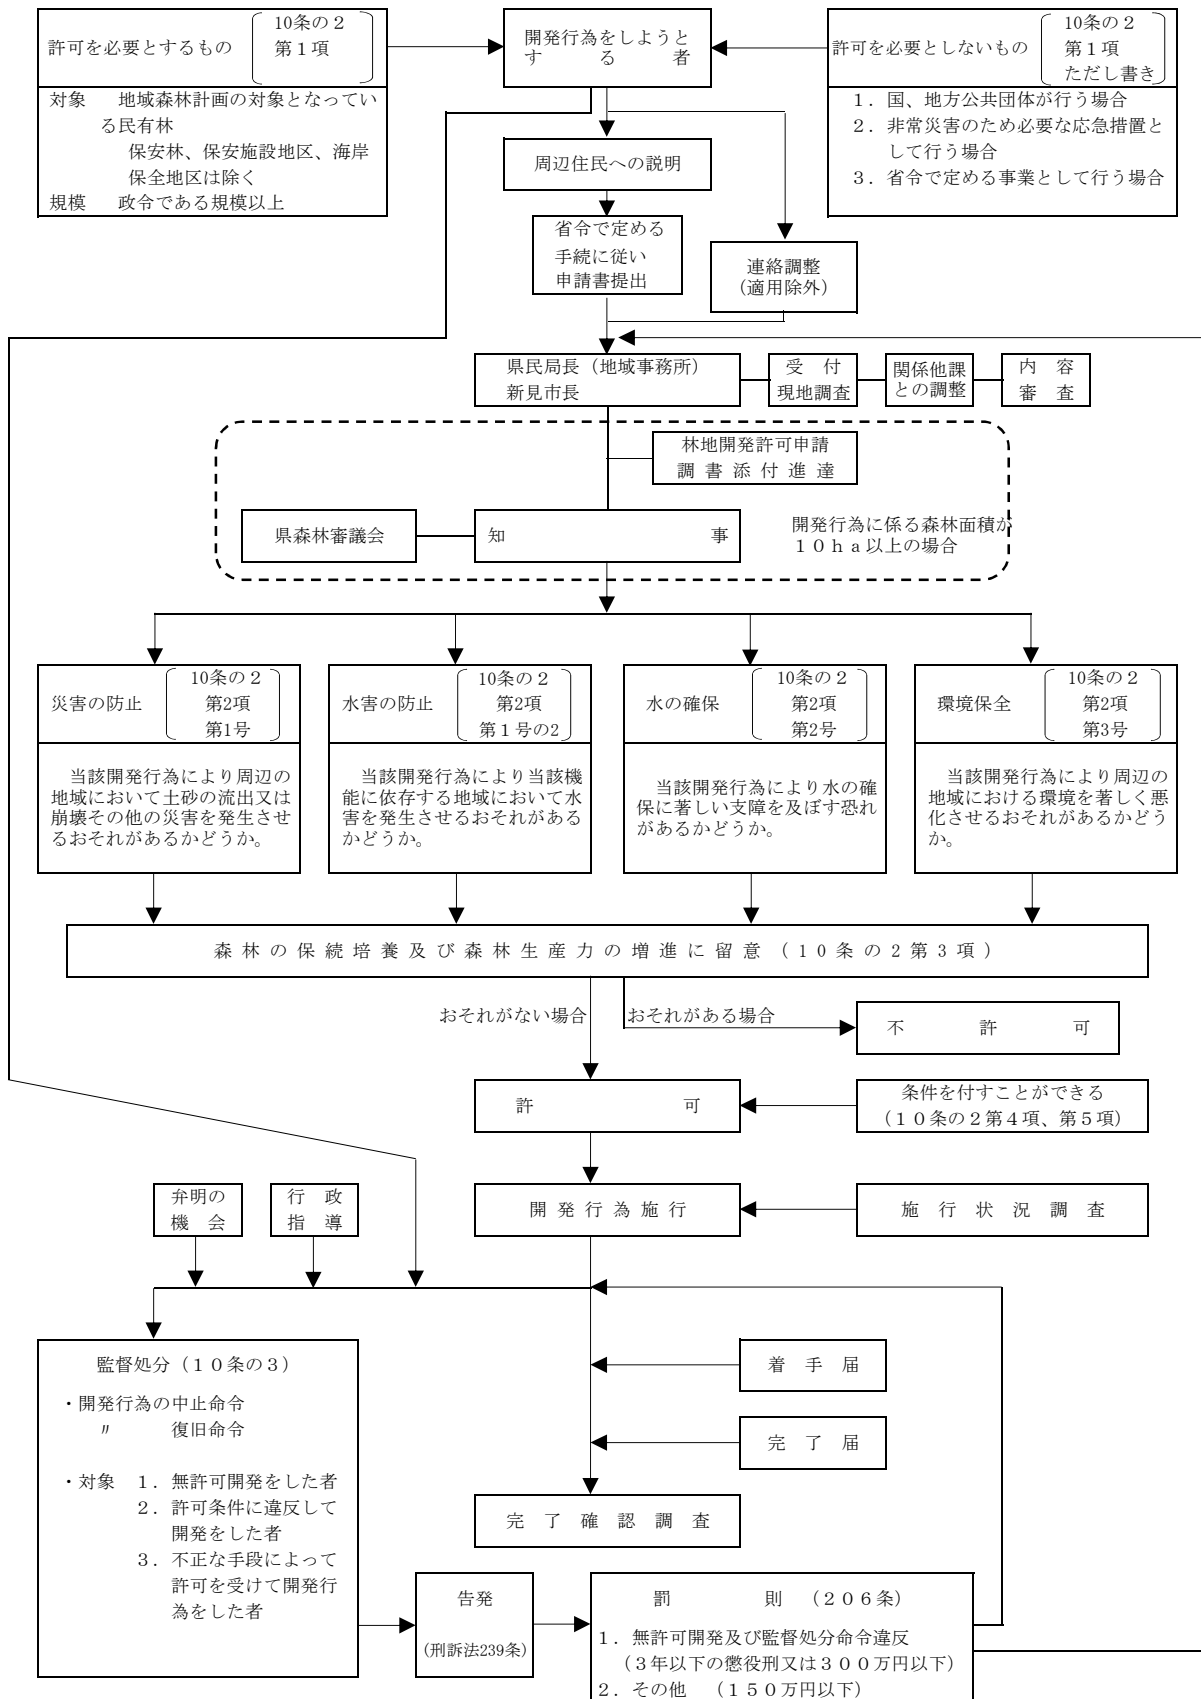 許可を必要とするもの
10条の２
第１項
対象　地域森林計画の対象となってい
る民有林
保安林、保安施設地区、海岸
保全地区は除く
規模　政令である規模以上
開発行為をしようと
する者
許可を必要としないもの
10条の２
第１項
ただし書き
１．国、地方公共団体が行う場合
２．非常災害のため必要な応急措置と
して行う場合
３．省令で定める事業として行う場合
周辺住民への説明
省令で定める
手続に従い
申請書提出
連絡調整
（適用除外）
県民局長（地域事務所）
新見市長
受付
現地調査
関係他課
との調整
内容
審査
林地開発許可申請
調書添付進達
県森林審議会
知事
開発行為に係る森林面積が
１０ｈａ以上の場合
災害の防止
10条の２
第2項
第1号
当該開発行為により周辺の
地域において土砂の流出又は
崩壊その他の災害を発生させ
るおそれがあるかどうか。
水害の防止
10条の２
第2項
第１号の2
当該開発行為により当該機
能に依存する地域において水
害を発生させるおそれがある
かどうか。
水の確保
10条の２
第2項
第2号
当該開発行為により水の確
保に著しい支障を及ぼす恐れ
があるかどうか。
環境保全
10条の２
第2項
第3号
当該開発行為により周辺の
地域における環境を著しく悪
化させるおそれがあるかどう
か。
森林の保続培養及び森林生産力の増進に留意（10条の２第３項）
おそれがない場合
おそれがある場合
不許可
許可
条件を付すことができる
（１０条の２第４項、第５項）
弁明の
機会
行政
指導
開発行為施行
施行状況調査
監督処分（１０条の３）
・開発行為の中止命令
〃　復旧命令
・対象　１．無許可開発をした者
２．許可条件に違反して
開発をした者
３．不正な手段によって
許可を受けて開発行
為をした者
着手届
完了届
完了確認調査
告発
(刑訴法239条)
罰則（２０６条）
１．無許可開発及び監督処分命令違反
（３年以下の懲役刑又は３００万円以下）
２．その他　（１５０万円以下）